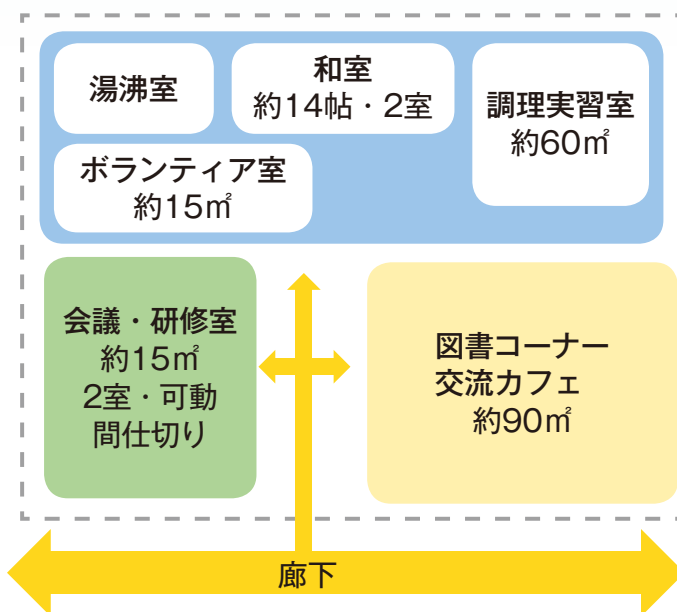 湯沸室
和室
約14帖・2室
調理実習室
約60㎡
ボランティア室
約15㎡
会議・研修室
約15㎡
2室・可動
間仕切り
図書コーナー
交流カフェ
約90㎡
廊下